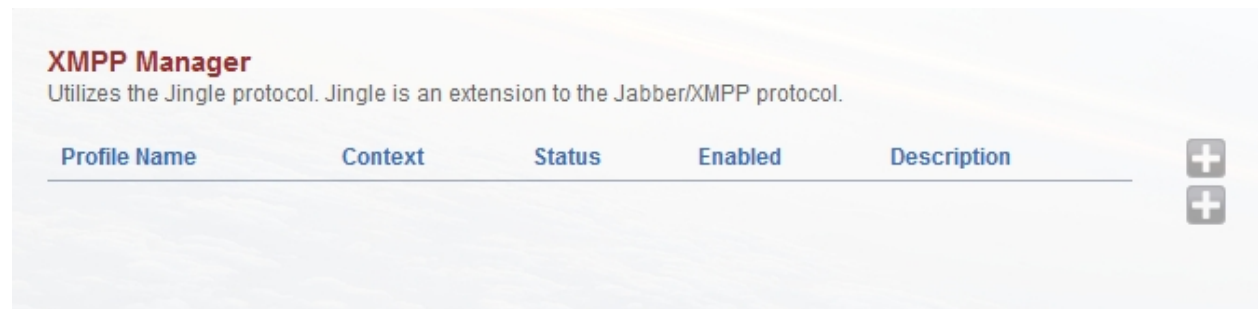 XMPP Manager
Utilizes the Jingle protocol. Jingle is an extension to the Jabber/XMPP protocol.
Profile Name Context Status Enabled Description